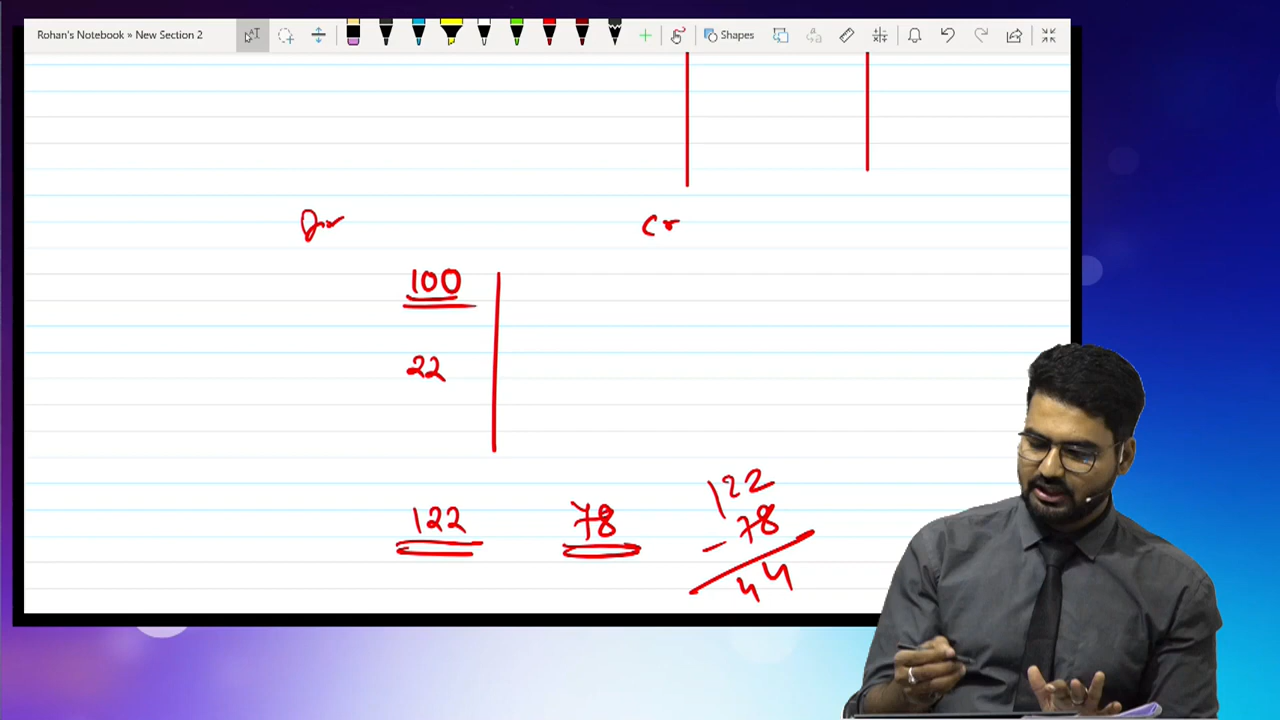 Rohan's Notebook » New Section 2
Shapes
Dr Cr
100
22
122 78
122
- 78
44